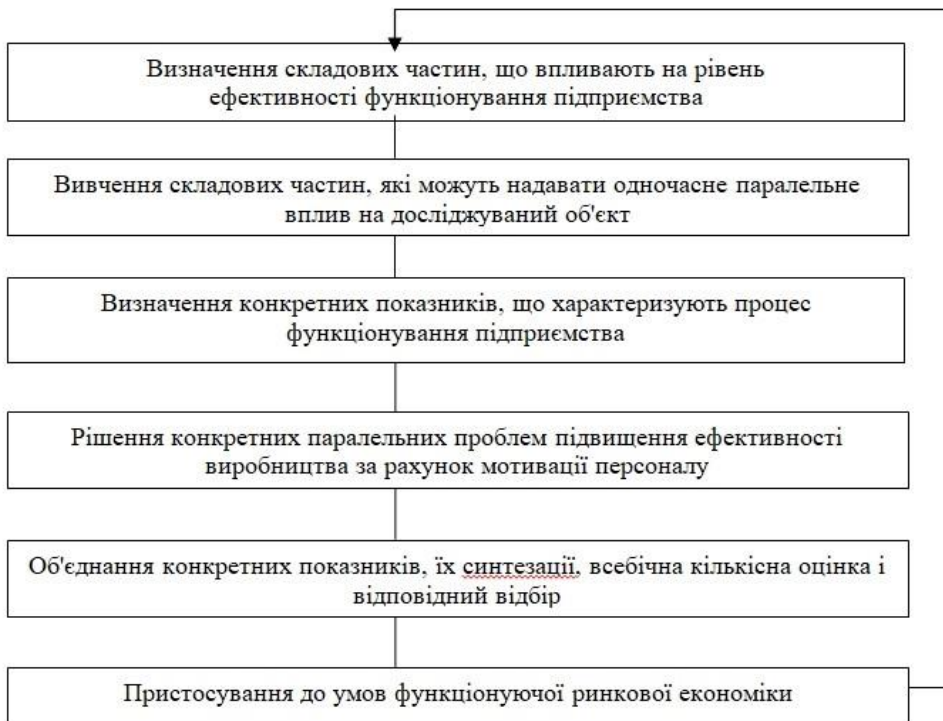 Визначення складових частин, що впливають на рівень
ефективності функціонування підприємства
Вивчення складових частин, які можуть надавати одночасне паралельне
вплив на досліджуваний об'єкт
Визначення конкретних показників, що характеризують процес
функціонування підприємства
Рішення конкретних паралельних проблем підвищення ефективності
виробництва за рахунок мотивації персоналу
Об'єднання конкретних показників, їх синтезації, всебічна кількісна оцінка і
відповідний відбір
Пристосування до умов функціонуючої ринкової економіки